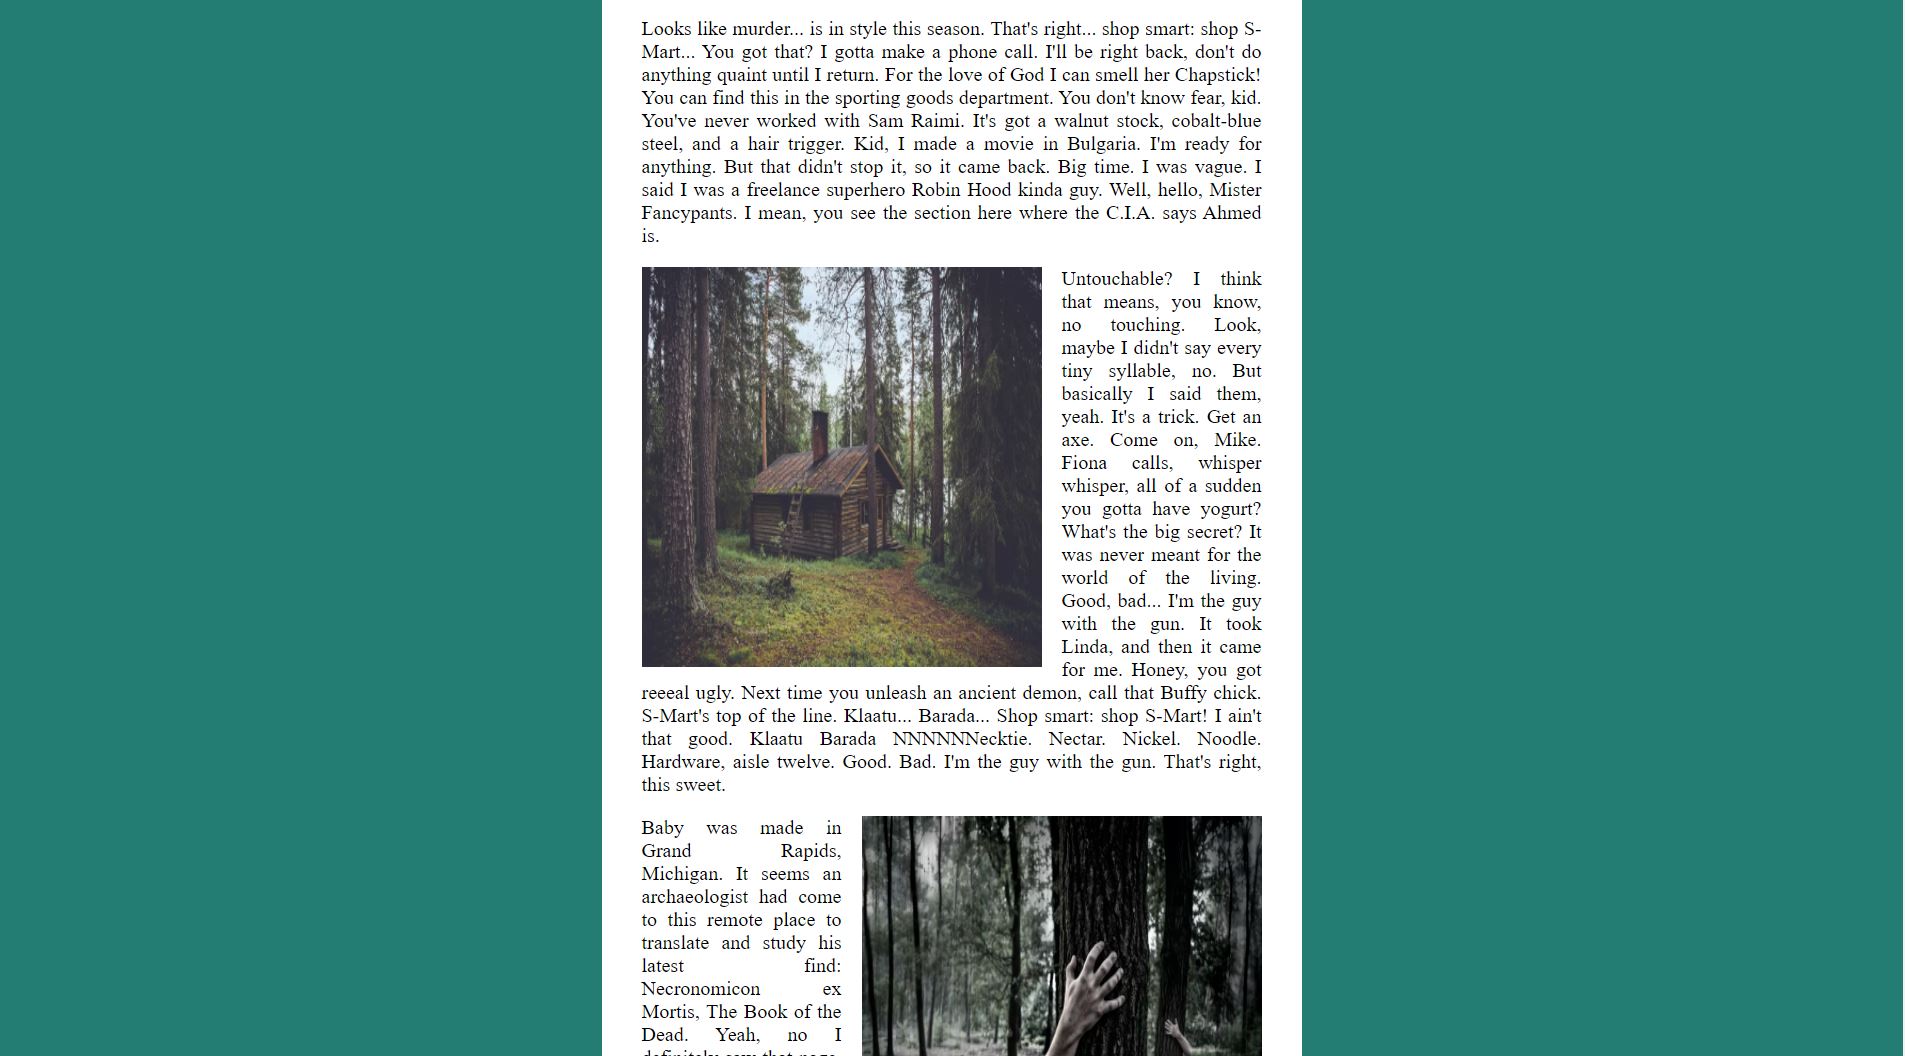 Looks like murder... is in style this season. That's right... shop smart: shop S-
Mart... You got that? I gotta make a phone call. I'll be right back, don't do
anything quaint until I return. For the love of God I can smell her Chapstick!
You can find this in the sporting goods department. You don't know fear, kid.
You've never worked with Sam Raimi. It's got a walnut stock, cobalt-blue
steel, and a hair trigger. Kid, I made a movie in Bulgaria. I'm ready for
anything. But that didn't stop it, so it came back. Big time. I was vague. I
said I was a freelance superhero Robin Hood kinda guy. Well, hello, Mister
Fancypants. I mean, you see the section here where the C.I.A. says Ahmed
is.
Untouchable? I think
that means, you know,
no touching. Look,
maybe I didn't say every
tiny syllable, no. But
basically I said them,
yeah. It's a trick. Get an
axe. Come on, Mike.
Fiona calls, whisper
whisper, all of a sudden
you gotta have yogurt?
What's the big secret? It
was never meant for the
world of the living.
Good, bad... I'm the guy
with the gun. It took
Linda, and then it came
for me. Honey, you got
reeeal ugly. Next time you unleash an ancient demon, call that Buffy chick.
S-Mart's top of the line. Klaatu... Barada... Shop smart: shop S-Mart! I ain't
that good. Klaatu Barada NNNNNNecktie. Nectar. Nickel. Noodle.
Hardware, aisle twelve. Good. Bad. I'm the guy with the gun. That's right,
this sweet.
Baby was made in
Grand Rapids,
Michigan. It seems an
archaeologist had come
to this remote place to
translate and study his
latest find:
Necronomicon ex
Mortis, The Book of the
Dead. Yeah, no I
definitely saw that page.